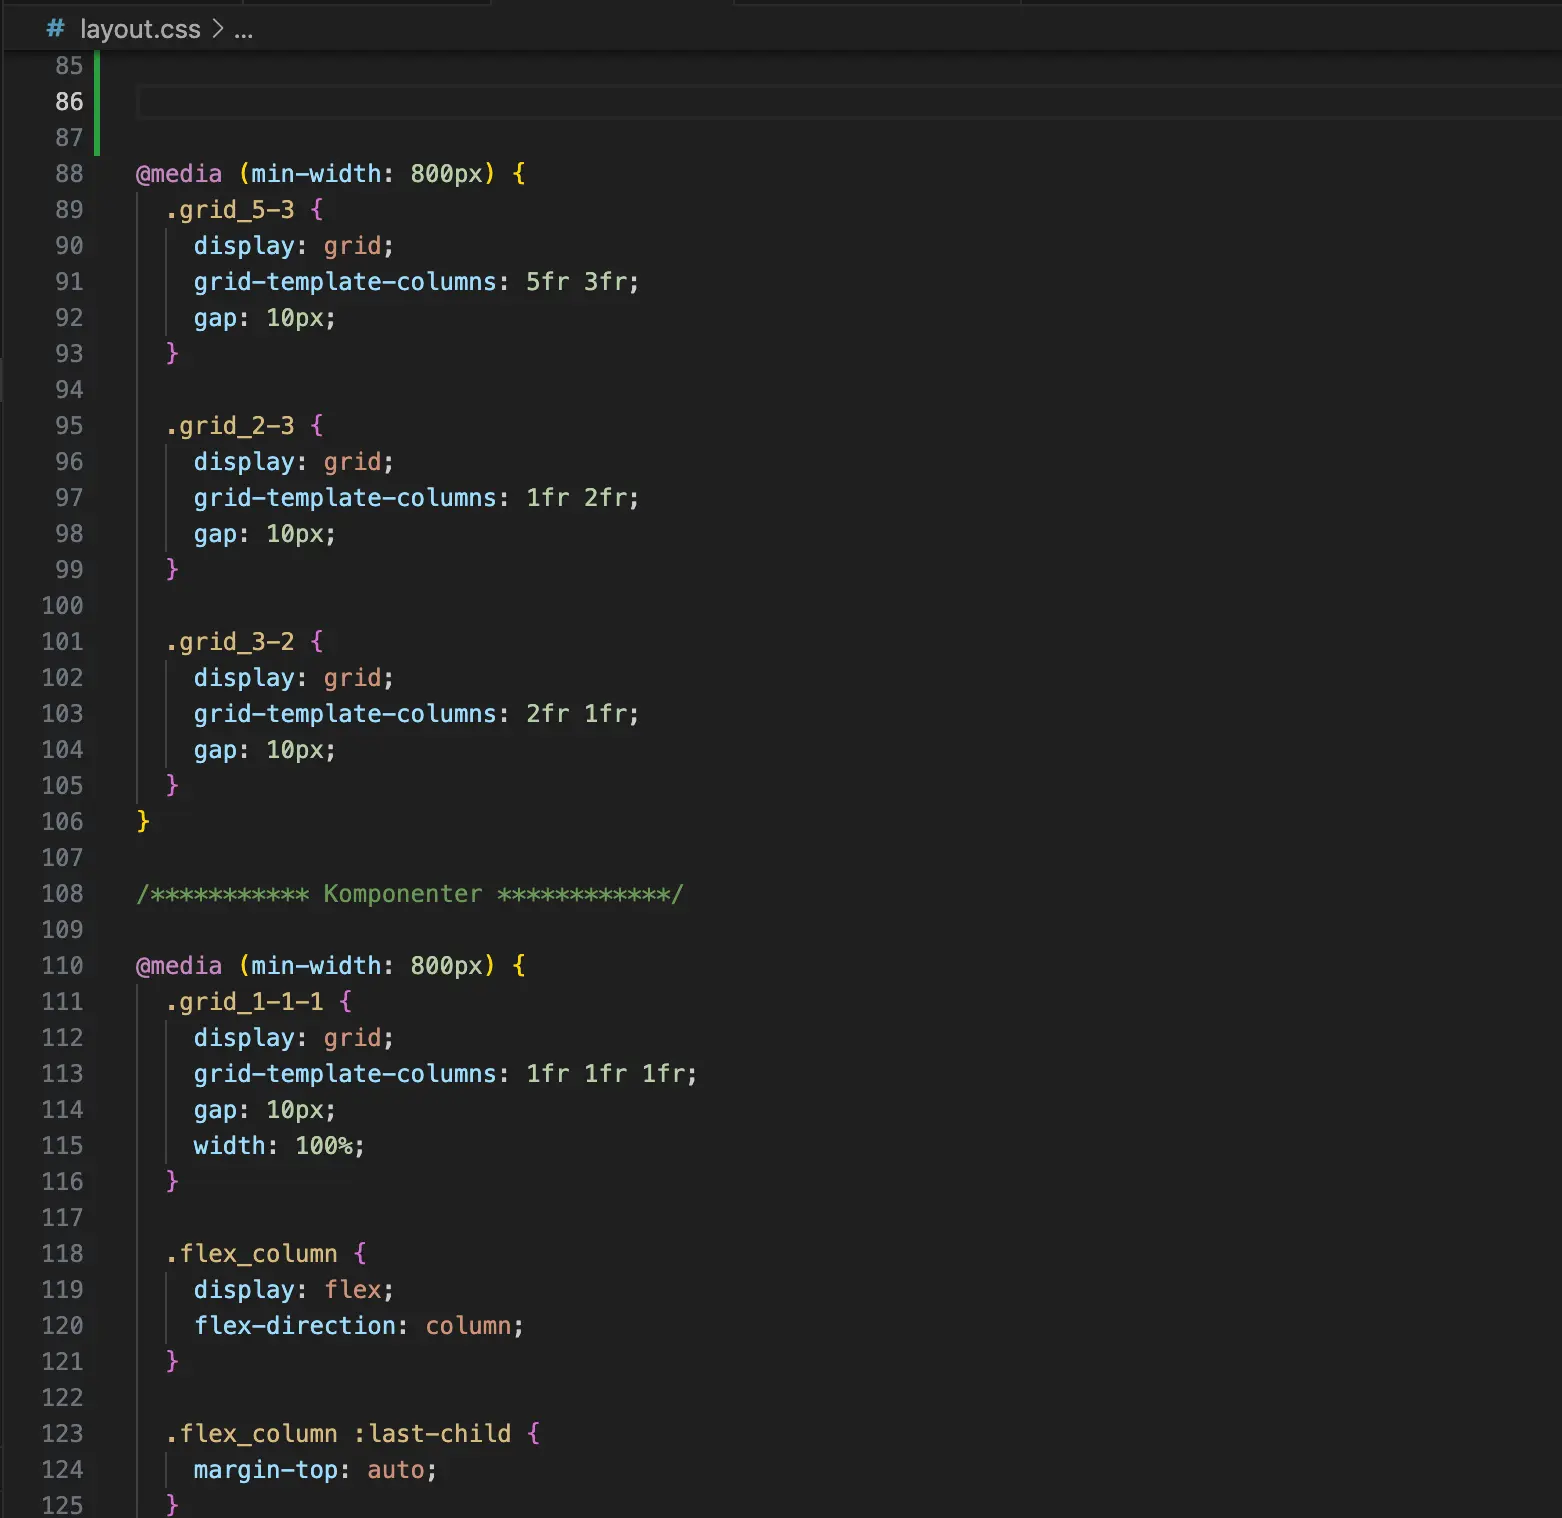 # layout.css > ...
85
86
87
88 @media (min-width: 800px) {
89 .grid_5-3 {
90 display: grid;
91 grid-template-columns: 5fr 3fr;
92 gap: 10px;
93 }
94
95 .grid_2-3 {
96 display: grid;
97 grid-template-columns: 1fr 2fr;
98 gap: 10px;
99 }
100
101 .grid_3-2 {
102 display: grid;
103 grid-template-columns: 2fr 1fr;
104 gap: 10px;
105 }
106 }
107
108 /*********** Komponenter ************/
109
110 @media (min-width: 800px) {
111 .grid_1-1-1 {
112 display: grid;
113 grid-template-columns: 1fr 1fr 1fr;
114 gap: 10px;
115 width: 100%;
116 }
117
118 .flex_column {
119 display: flex;
120 flex-direction: column;
121 }
122
123 .flex_column :last-child {
124 margin-top: auto;
125 }